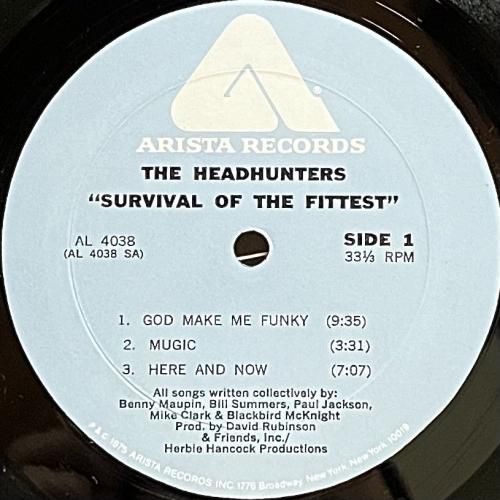 ARISTA RECORDS
THE HEADHUNTERS
"SURVIVAL OF THE FITTEST"
AL 4038
(AL 4038 SA)
SIDE 1
33⅓ RPM
1. GOD MAKE ME FUNKY (9:35)
2. MUGIC (3:31)
3. HERE AND NOW (7:07)
All songs written collectively by:
Benny Maupin, Bill Summers, Paul Jackson,
Mike Clark & Blackbird McKnight
Prod. by David Rubinson
& Friends, Inc./
Herbie Hancock Productions
℗ & © 1975 ARISTA RECORDS INC 1776 Broadway, New York, New York 10019